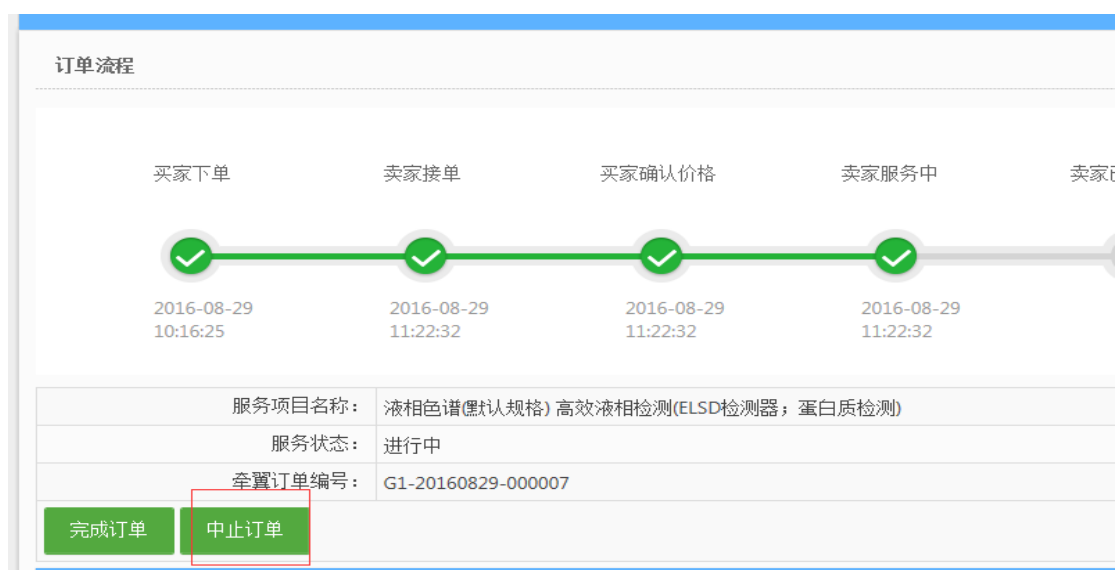 订单流程
买家下单 卖家接单 买家确认价格 卖家服务中 卖家已
2016-08-29 2016-08-29 2016-08-29 2016-08-29
10:16:25 11:22:32 11:22:32 11:22:32
服务项目名称： 液相色谱(默认规格) 高效液相检测(ELSD检测器；蛋白质检测)
服务状态： 进行中
牵翼订单编号： G1-20160829-000007
完成订单 中止订单